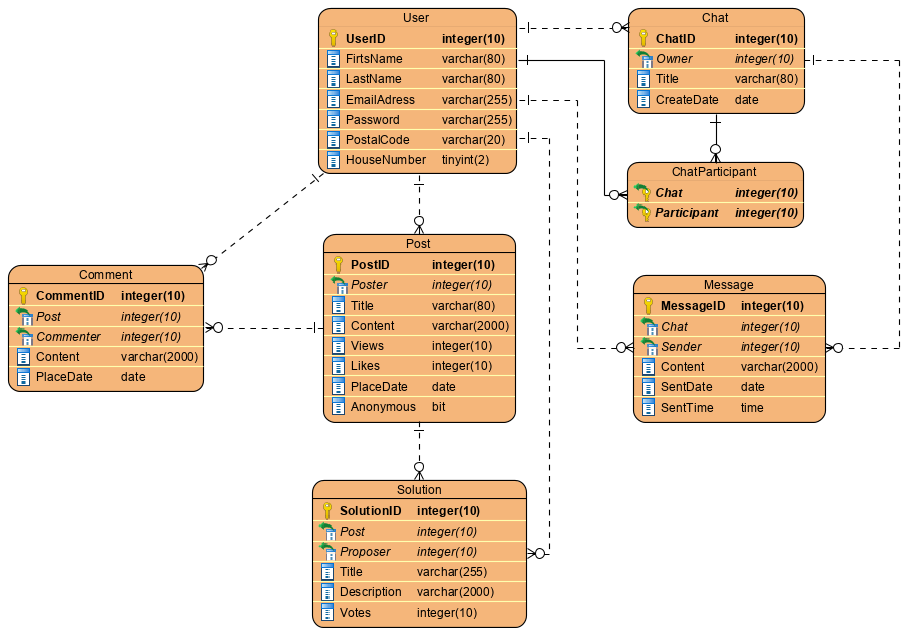 User
UserID integer(10)
FirtsName varchar(80)
LastName varchar(80)
EmailAdress varchar(255)
Password varchar(255)
PostalCode varchar(20)
HouseNumber tinyint(2)
Chat
ChatID integer(10)
Owner integer(10)
Title varchar(80)
CreateDate date
ChatParticipant
Chat integer(10)
Participant integer(10)
Comment
CommentID integer(10)
Post integer(10)
Commenter integer(10)
Content varchar(2000)
PlaceDate date
Post
PostID integer(10)
Poster integer(10)
Title varchar(80)
Content varchar(2000)
Views integer(10)
Likes integer(10)
PlaceDate date
Anonymous bit
Message
MessageID integer(10)
Chat integer(10)
Sender integer(10)
Content varchar(2000)
SentDate date
SentTime time
Solution
SolutionID integer(10)
Post integer(10)
Proposer integer(10)
Title varchar(255)
Description varchar(2000)
Votes integer(10)